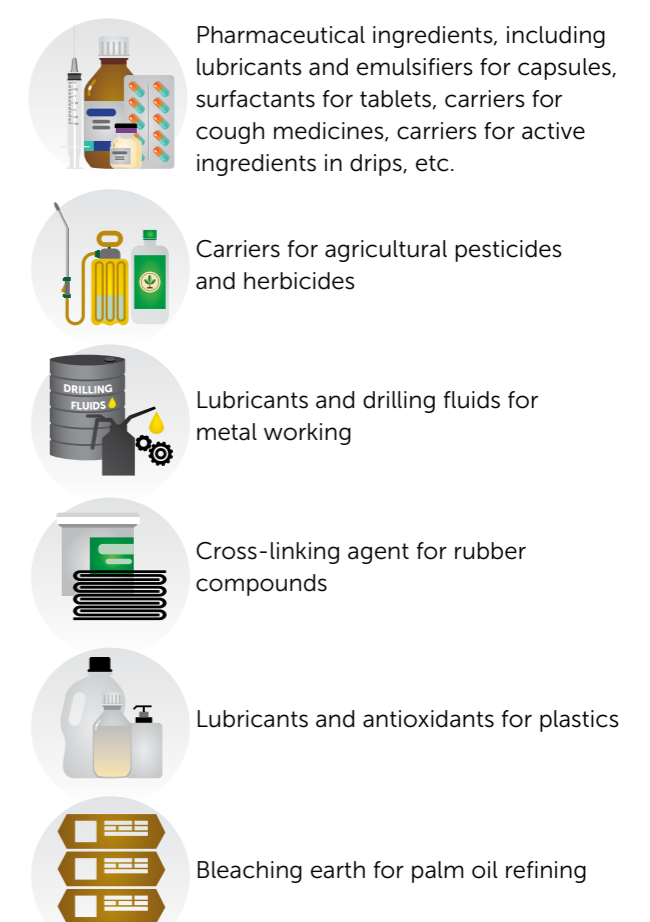 Pharmaceutical ingredients, including
lubricants and emulsifiers for capsules,
surfactants for tablets, carriers for
cough medicines, carriers for active
ingredients in drips, etc.
Carriers for agricultural pesticides
and herbicides
DRILLING
FLUIDS
Lubricants and drilling fluids for
metal working
Cross-linking agent for rubber
compounds
Lubricants and antioxidants for plastics
Bleaching earth for palm oil refining